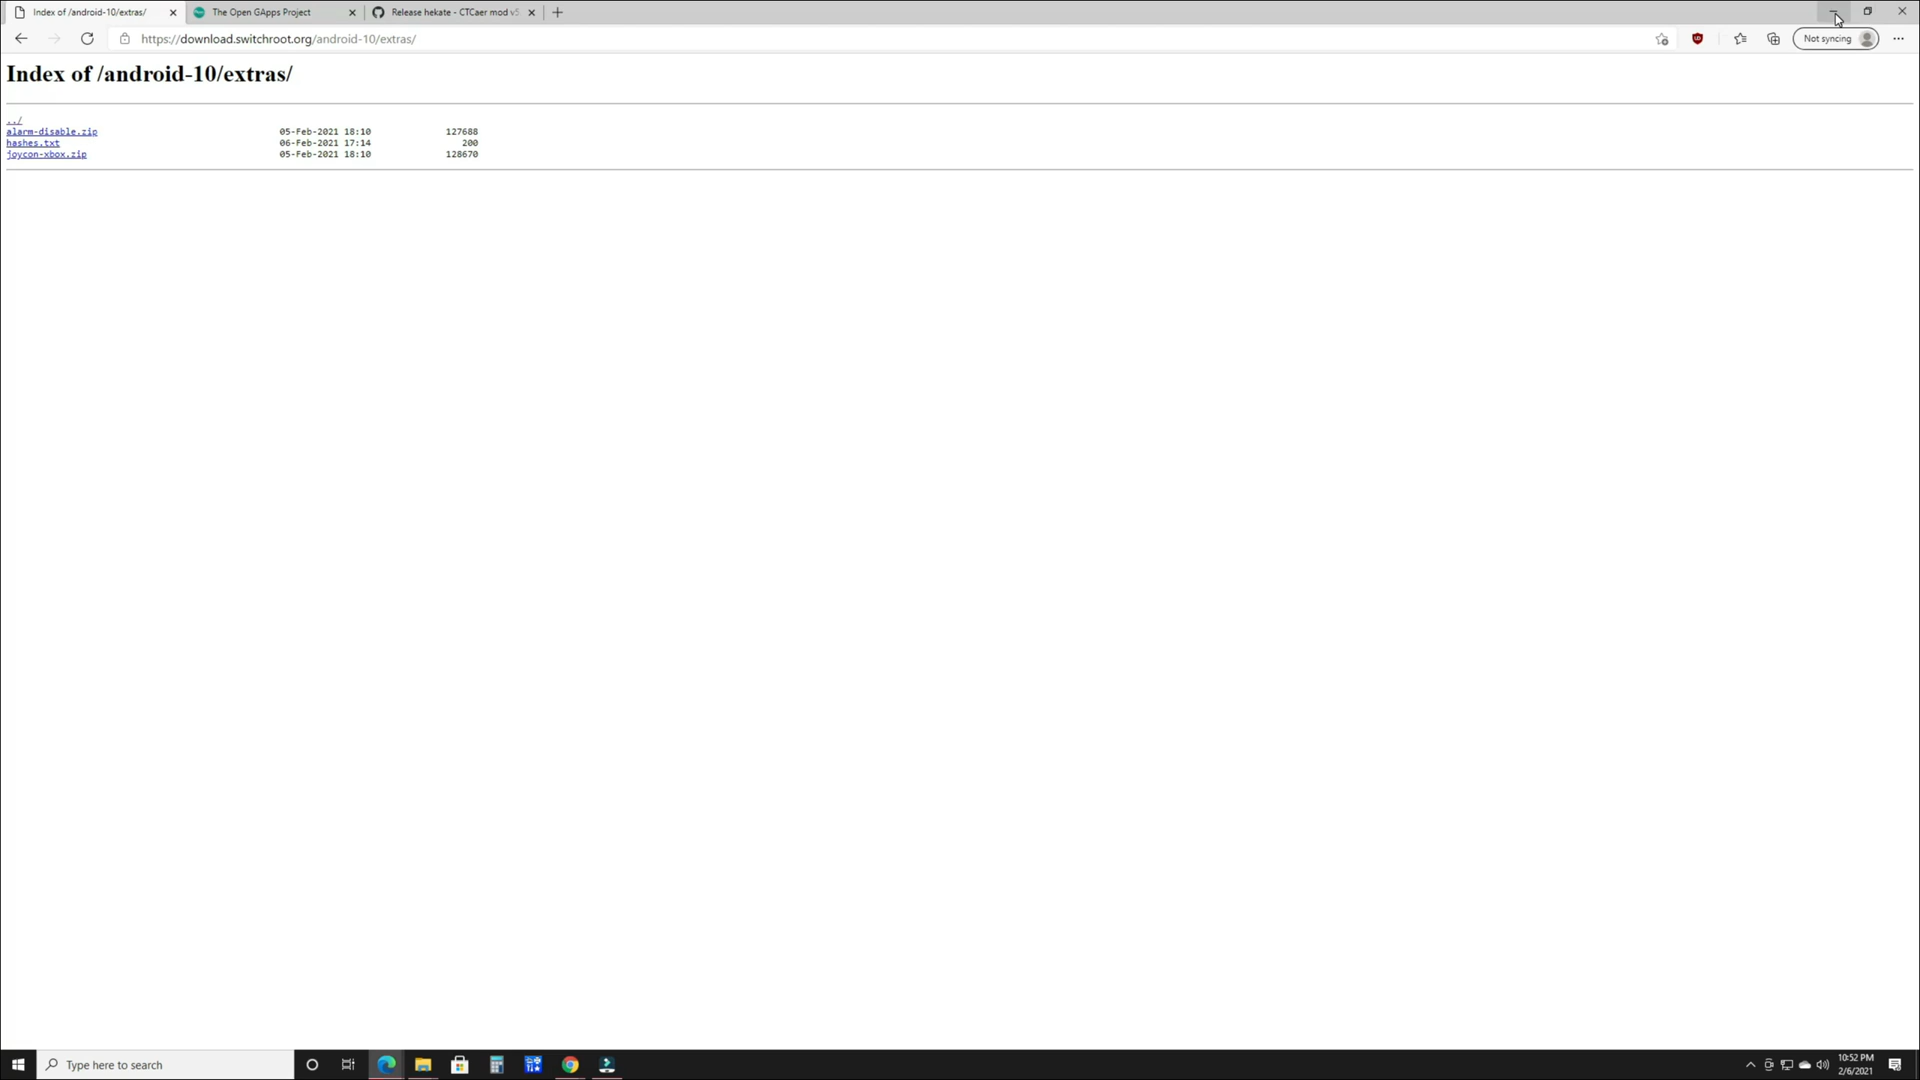 Index of /android-10/extras/
The Open GApps Project
Release hekate - CTCaer mod v5
https://download.switchroot.org/android-10/extras/
Not syncing
Index of /android-10/extras/
../
alarm-disable.zip 05-Feb-2021 18:10 127688
hashes.txt 06-Feb-2021 17:14 200
joycon-xbox.zip 05-Feb-2021 18:10 128670
Type here to search
10:52 PM
2/6/2021